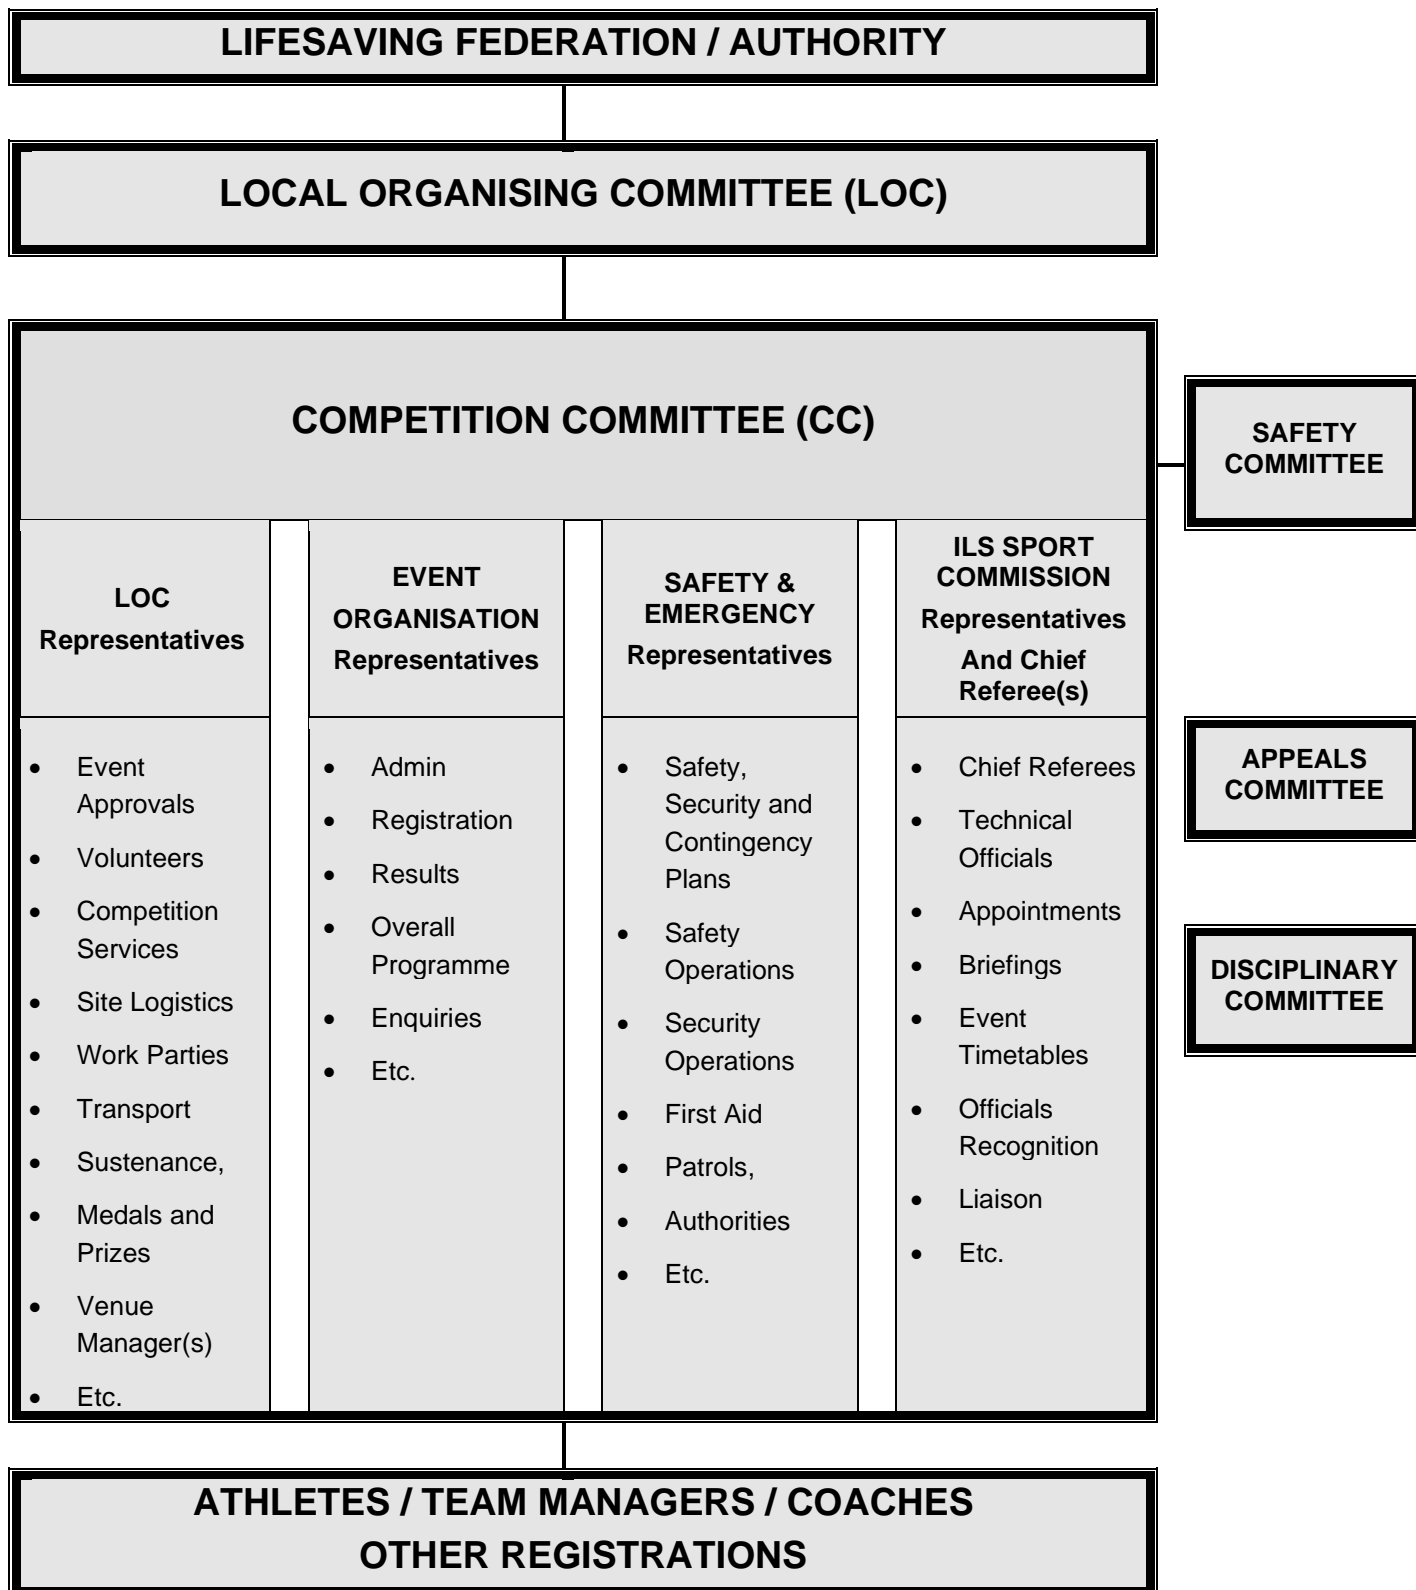 LIFESAVING FEDERATION / AUTHORITY
LOCAL ORGANISING COMMITTEE (LOC)
COMPETITION COMMITTEE (CC)
SAFETY
COMMITTEE
LOC
Representatives
EVENT
ORGANISATION
Representatives
SAFETY &
EMERGENCY
Representatives
ILS SPORT
COMMISSION
Representatives
And Chief
Referee(s)
• Event
Approvals
• Volunteers
• Competition
Services
• Site Logistics
• Work Parties
• Transport
• Sustenance,
• Medals and
Prizes
• Venue
Manager(s)
• Etc.
• Admin
• Registration
• Results
• Overall
Programme
• Enquiries
• Etc.
• Safety,
Security and
Contingency
Plans
• Safety
Operations
• Security
Operations
• First Aid
• Patrols,
• Authorities
• Etc.
• Chief Referees
• Technical
Officials
• Appointments
• Briefings
• Event
Timetables
• Officials
Recognition
• Liaison
• Etc.
APPEALS
COMMITTEE
DISCIPLINARY
COMMITTEE
ATHLETES / TEAM MANAGERS / COACHES
OTHER REGISTRATIONS